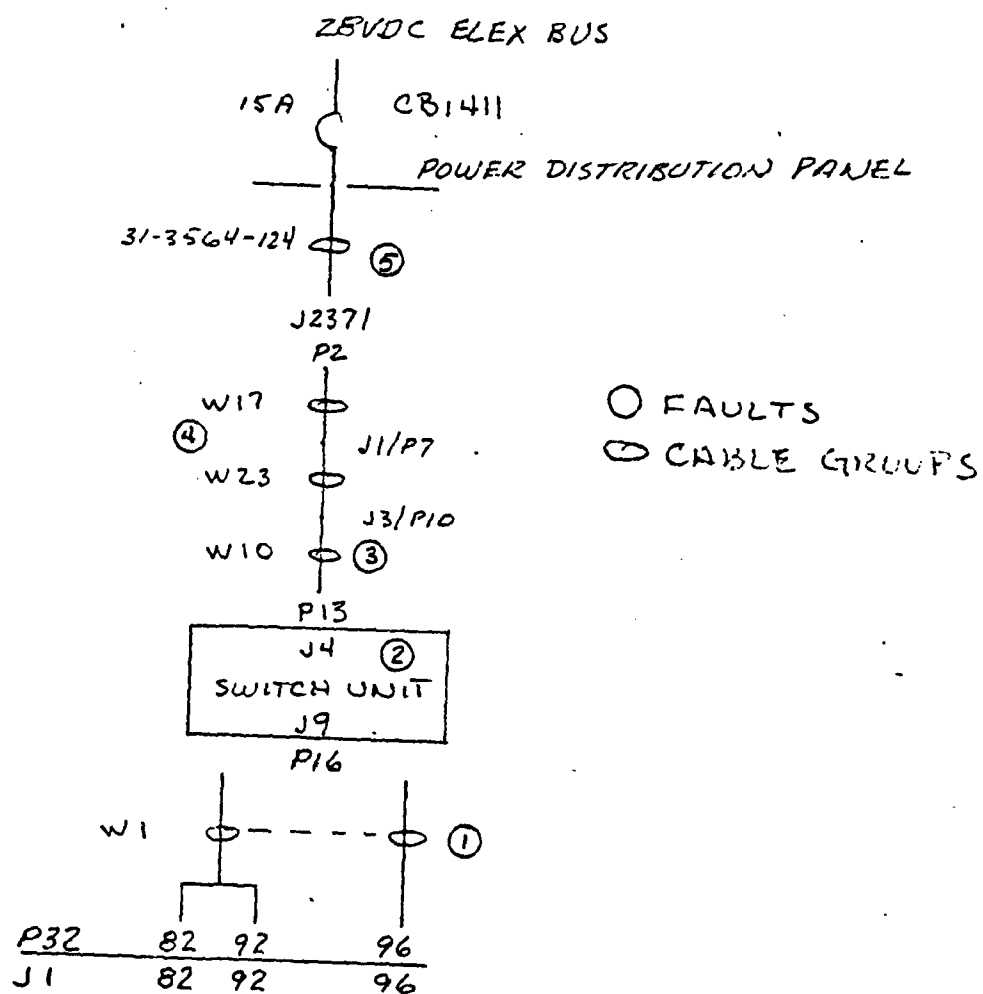 28VDC ELEX BUS
15A CB1411
POWER DISTRIBUTION PANEL
31-3564-124
5
J2371
P2
W17
4
J1/P7
W23
J3/P10
W10 3
O FAULTS
CABLE GROUPS
P13
J4 2
SWITCH UNIT
J9
P16
W1 1
P32 82 92 96
J1 82 92 96